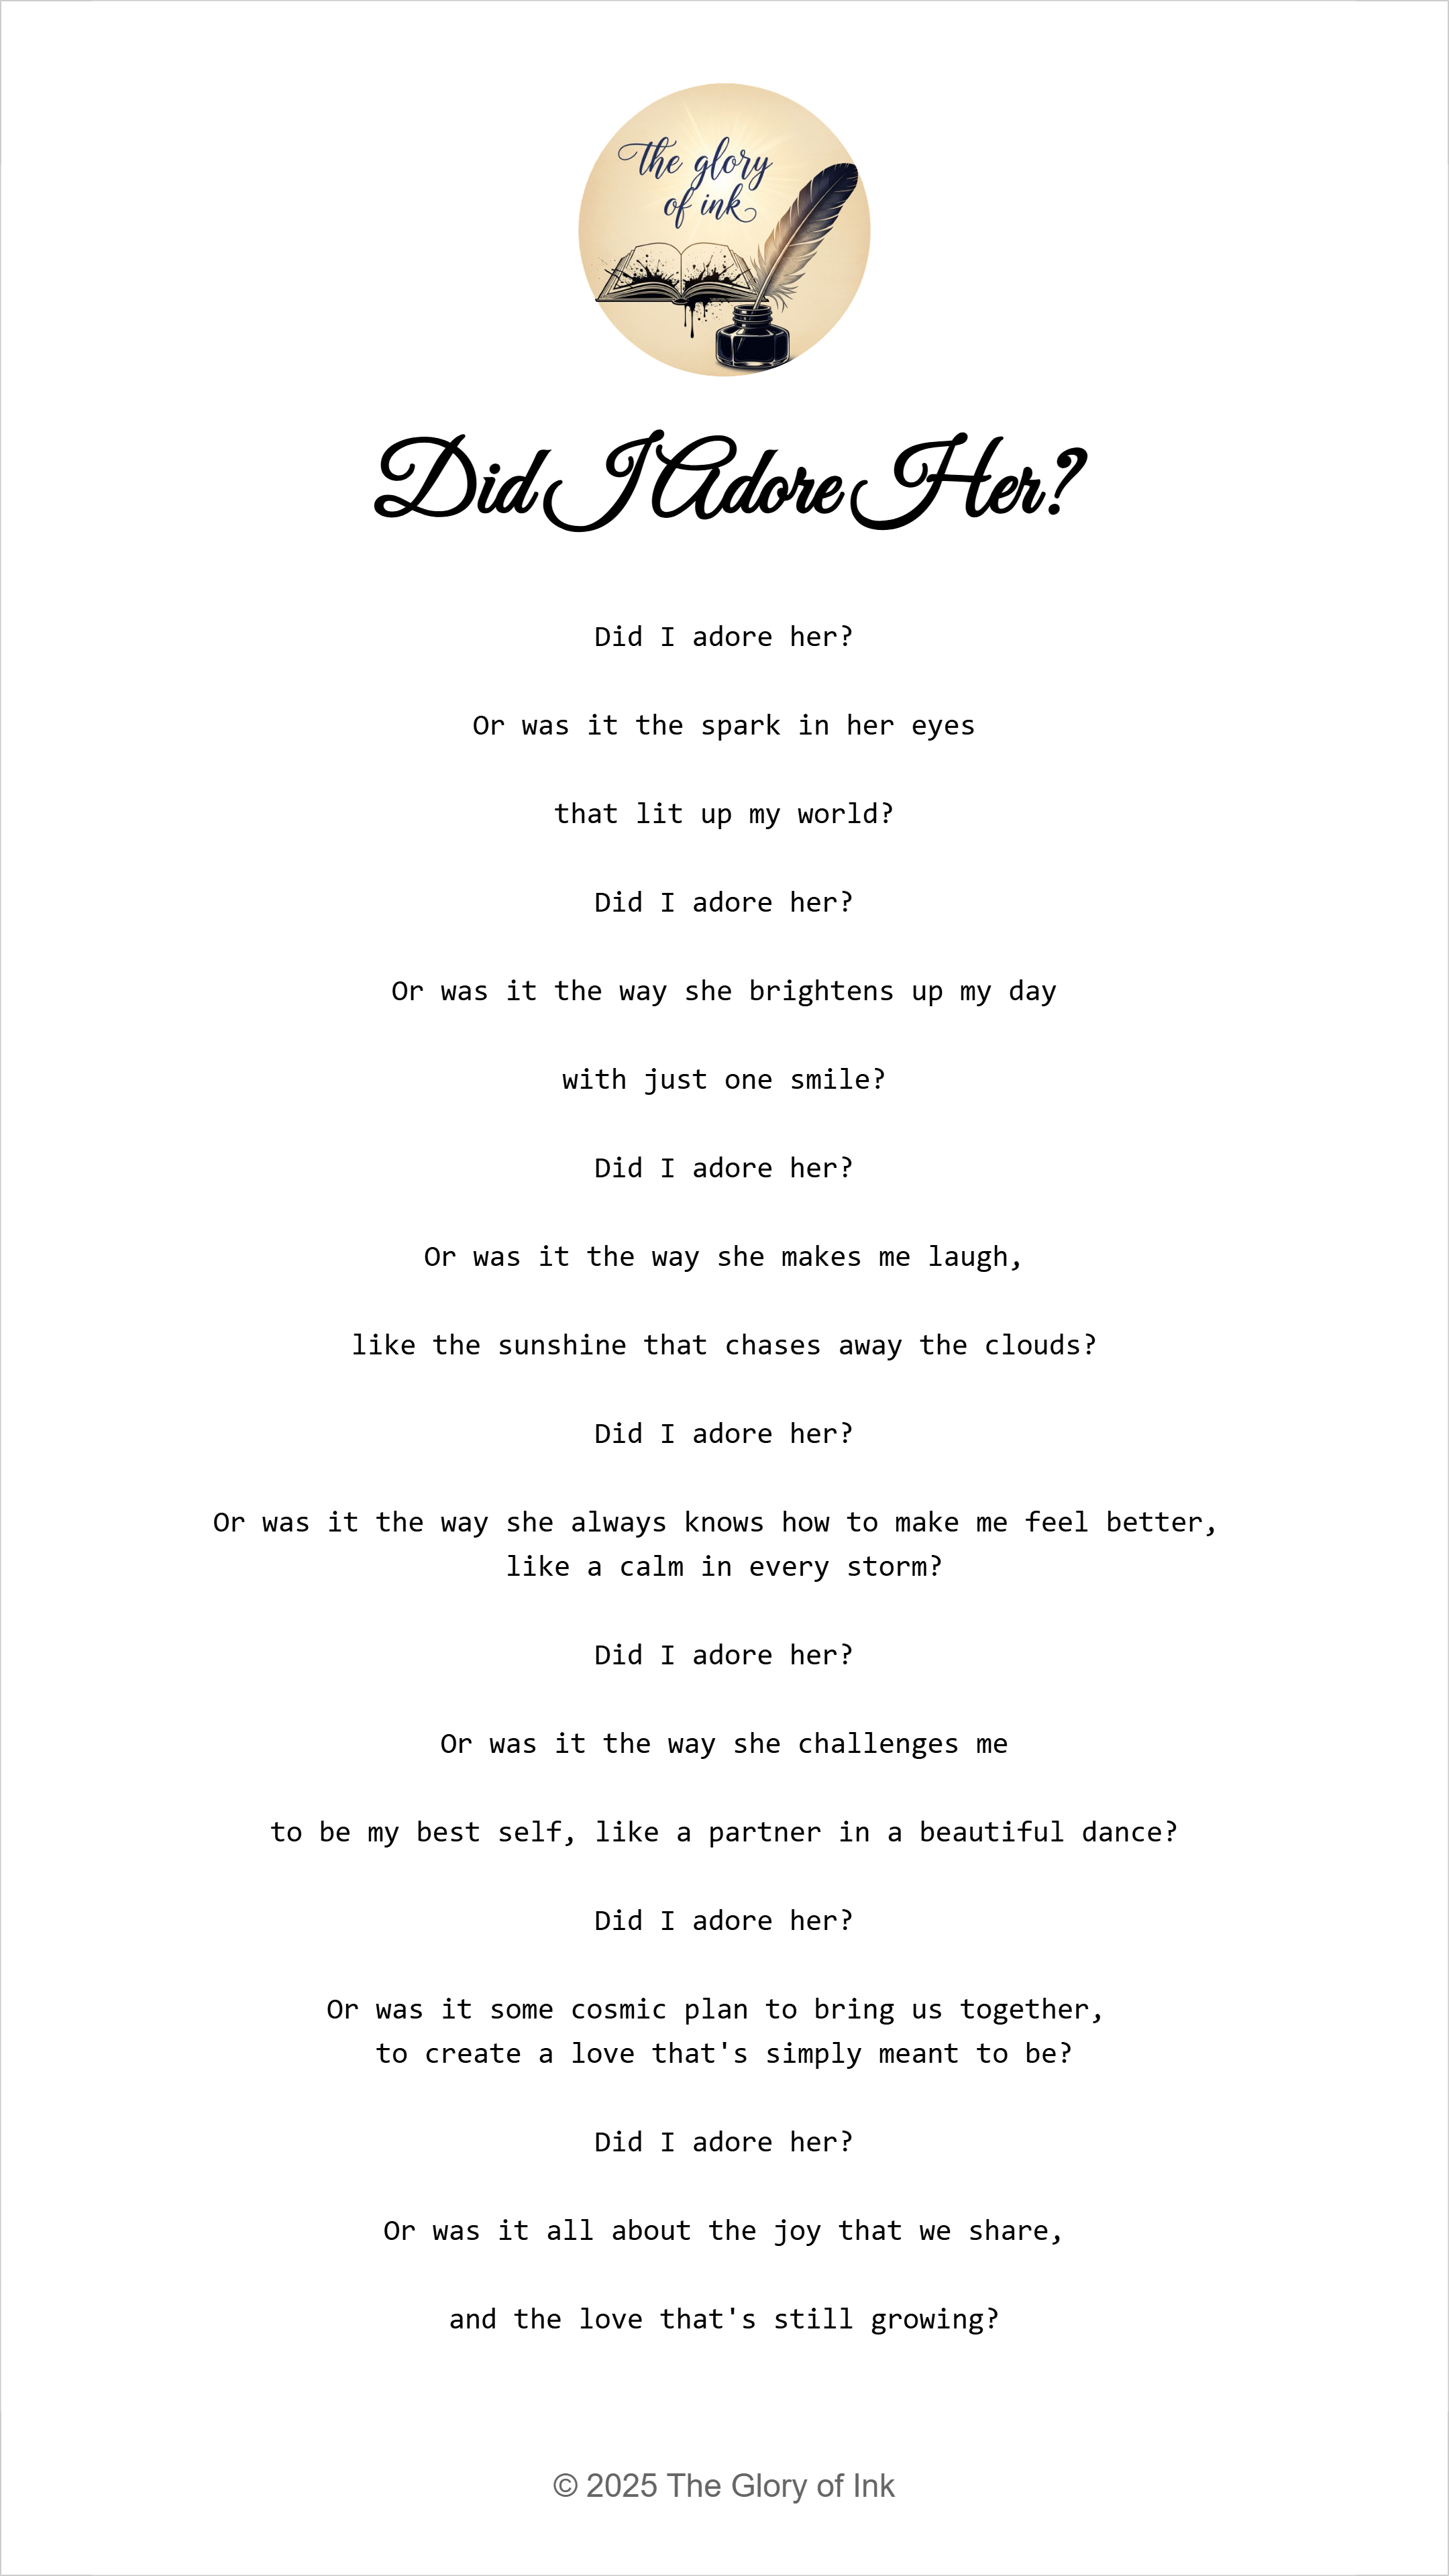 the glory
of ink
Did I Adore Her?
Did I adore her?
Or was it the spark in her eyes
that lit up my world?
Did I adore her?
Or was it the way she brightens up my day
with just one smile?
Did I adore her?
Or was it the way she makes me laugh,
like the sunshine that chases away the clouds?
Did I adore her?
Or was it the way she always knows how to make me feel better,
like a calm in every storm?
Did I adore her?
Or was it the way she challenges me
to be my best self, like a partner in a beautiful dance?
Did I adore her?
Or was it some cosmic plan to bring us together,
to create a love that's simply meant to be?
Did I adore her?
Or was it all about the joy that we share,
and the love that's still growing?
© 2025 The Glory of Ink